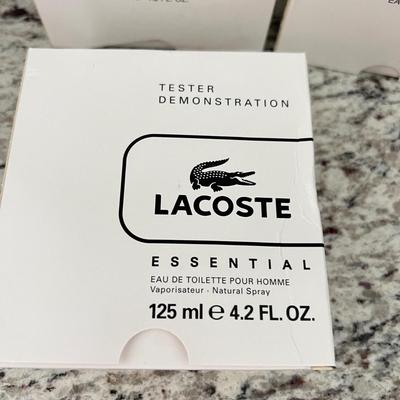 TESTER
DEMONSTRATION
LACOSTE
ESSENTIAL
EAU DE TOILETTE POUR HOMME
Vaporisateur · Natural Spray
125 ml ℮ 4.2 FL. OZ.